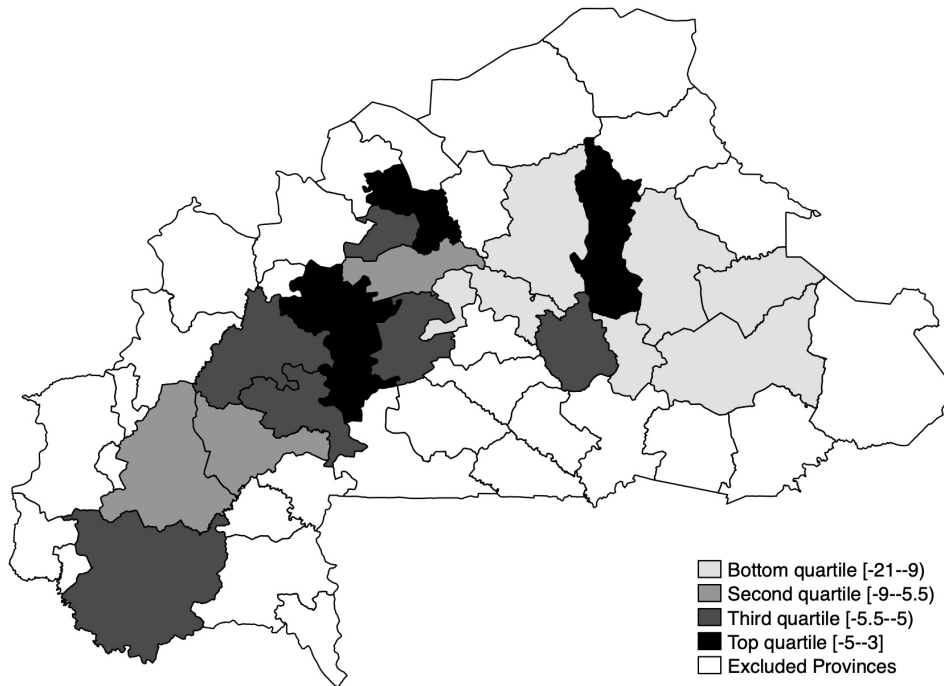 Bottom quartile [-21--9)
Second quartile [-9--5.5)
Third quartile [-5.5--5)
Top quartile [-5--3]
Excluded Provinces